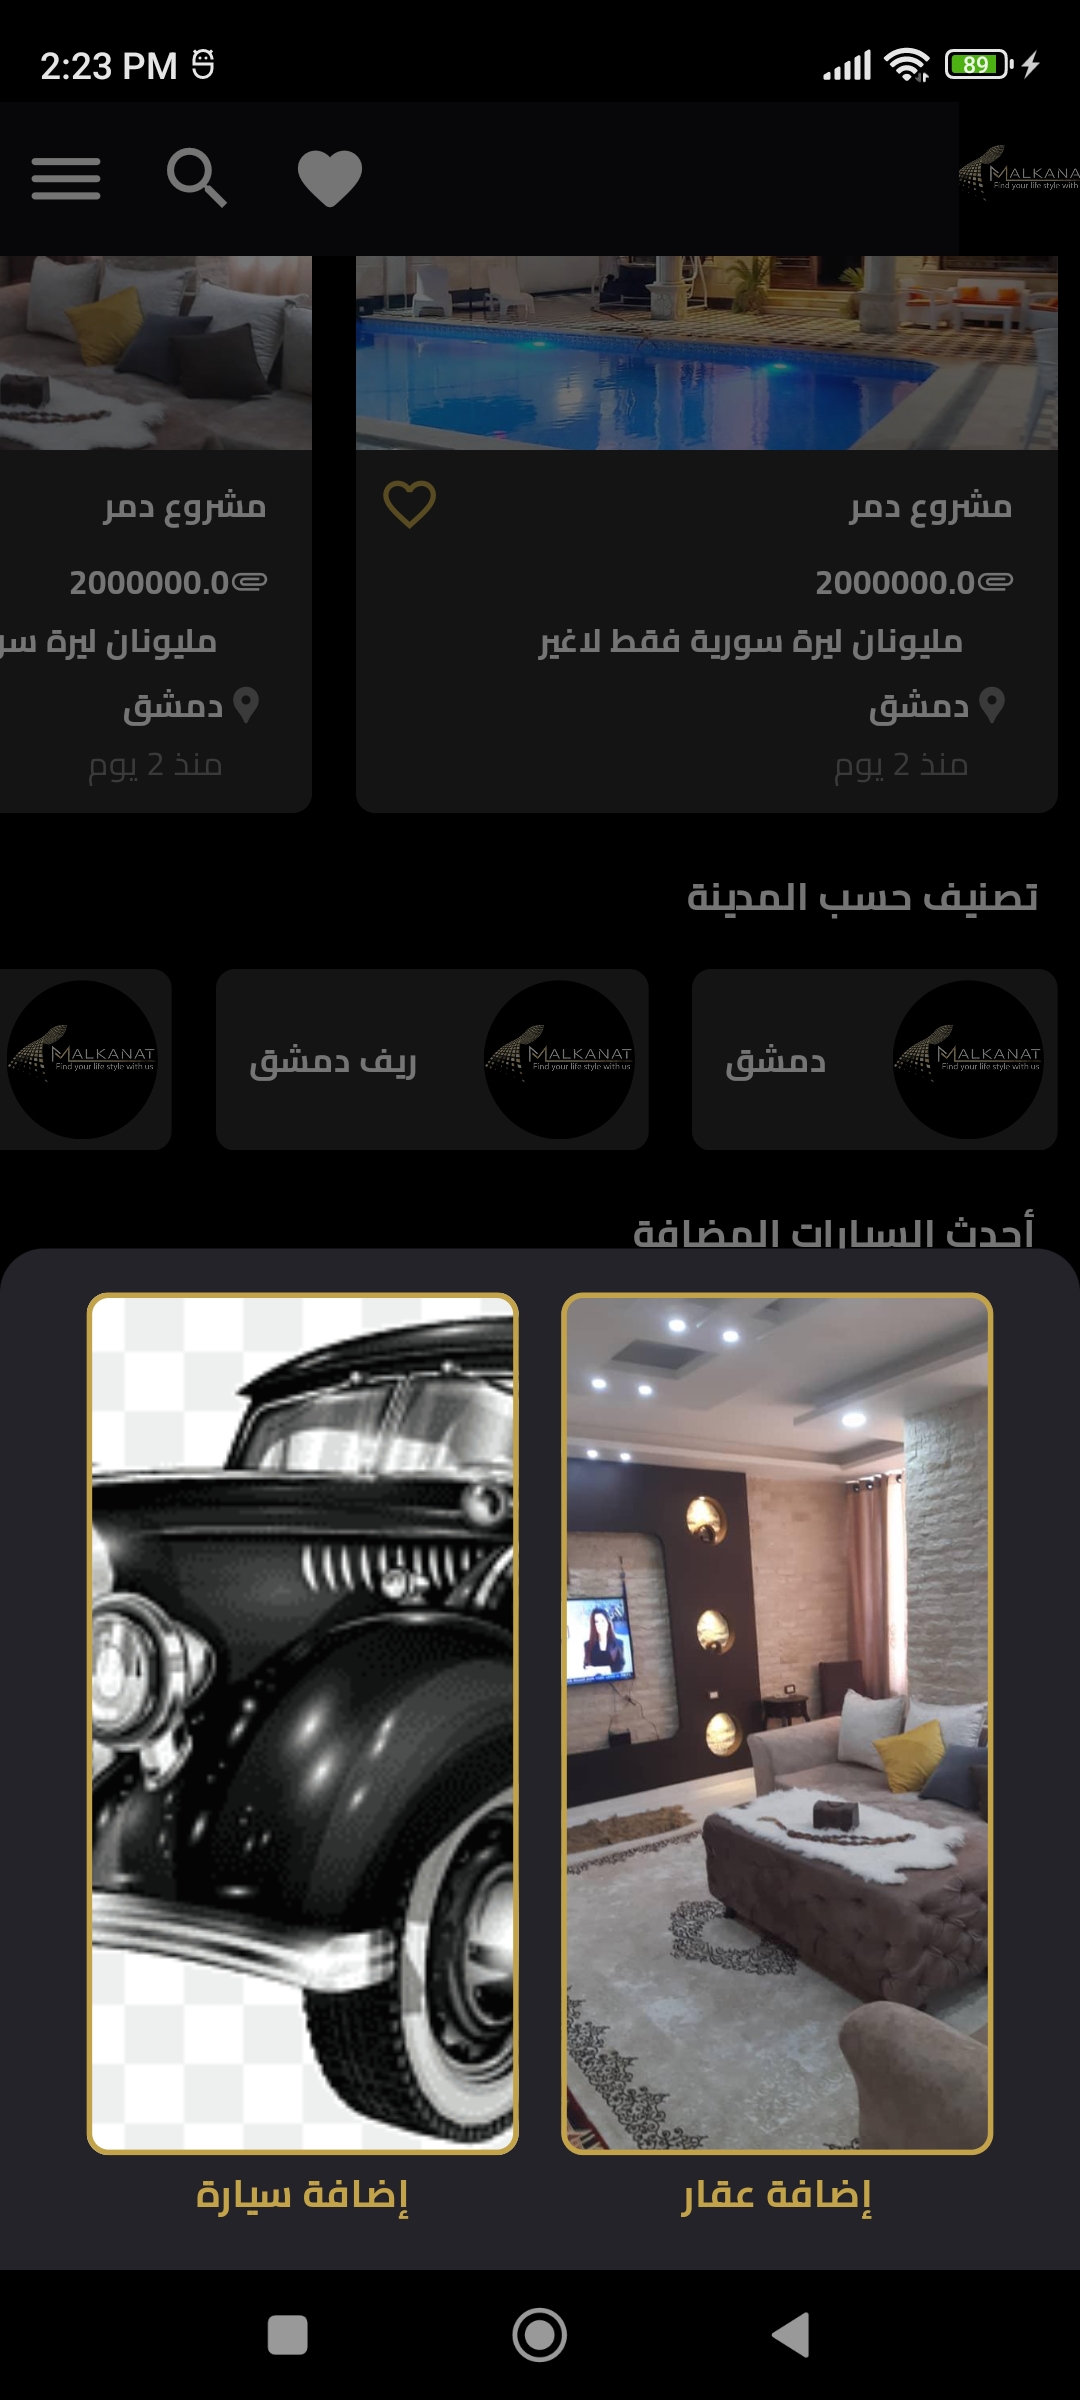 2:23 PM
89
MALKANA
Find your life style with
مشروع دمر
2000000.0
مليونان ليرة سورية فقط لاغير
دمشق
منذ 2 يوم
مشروع دمر
2000000.0
مليونان ليرة
دمشق
منذ 2 يوم
تصنيف حسب المدينة
MALKANAT
Find your life style with us
دمشق
MALKANAT
Find your life style with us
ريف دمشق
MALKANAT
Find your life style with us
أحدث السيارات المضافة
إضافة عقار
إضافة سيارة